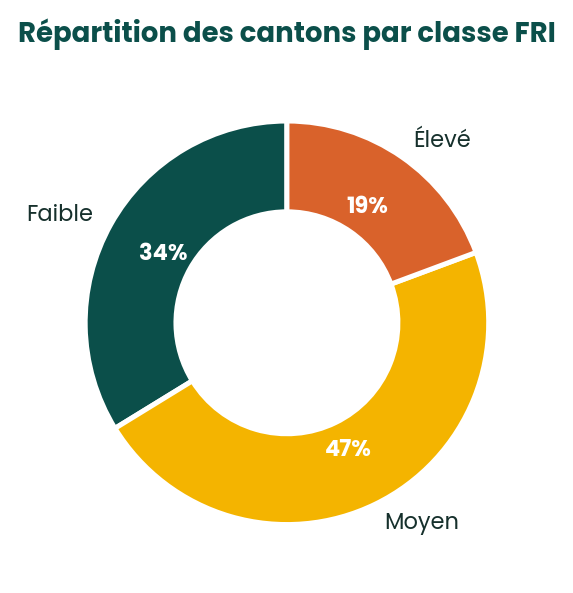 Répartition des cantons par classe FRI
Élevé
19%
Faible
34%
47%
Moyen